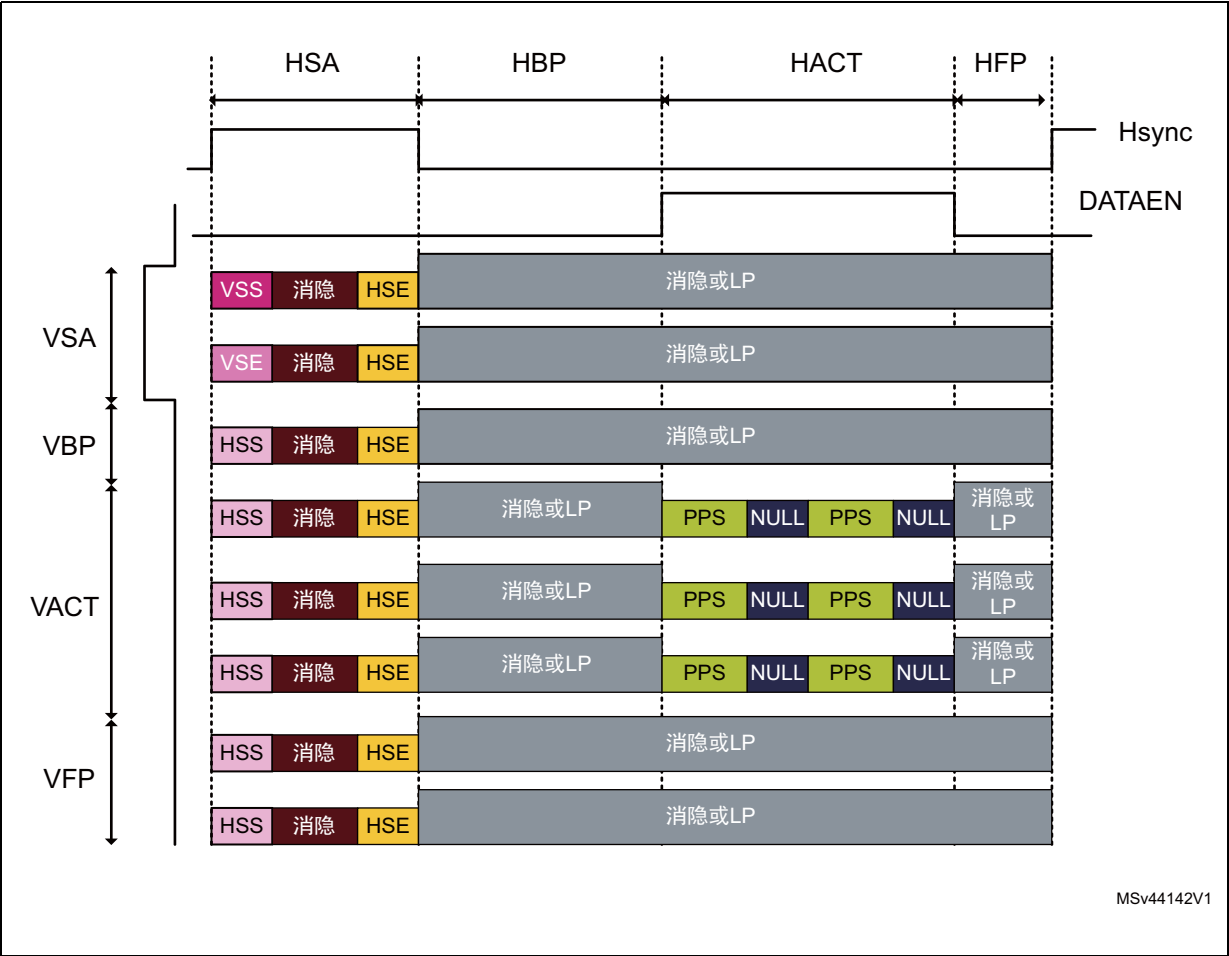 HSA HBP HACT HFP
Hsync
DATAEN
VSS 消隐 HSE 消隐或LP
VSA
VSE 消隐 HSE 消隐或LP
VBP HSS 消隐 HSE 消隐或LP
HSS 消隐 HSE 消隐或LP PPS NULL PPS NULL 消隐或
LP
VACT HSS 消隐 HSE 消隐或LP PPS NULL PPS NULL 消隐或
LP
HSS 消隐 HSE 消隐或LP PPS NULL PPS NULL 消隐或
LP
HSS 消隐 HSE 消隐或LP
VFP
HSS 消隐 HSE 消隐或LP
MSv44142V1